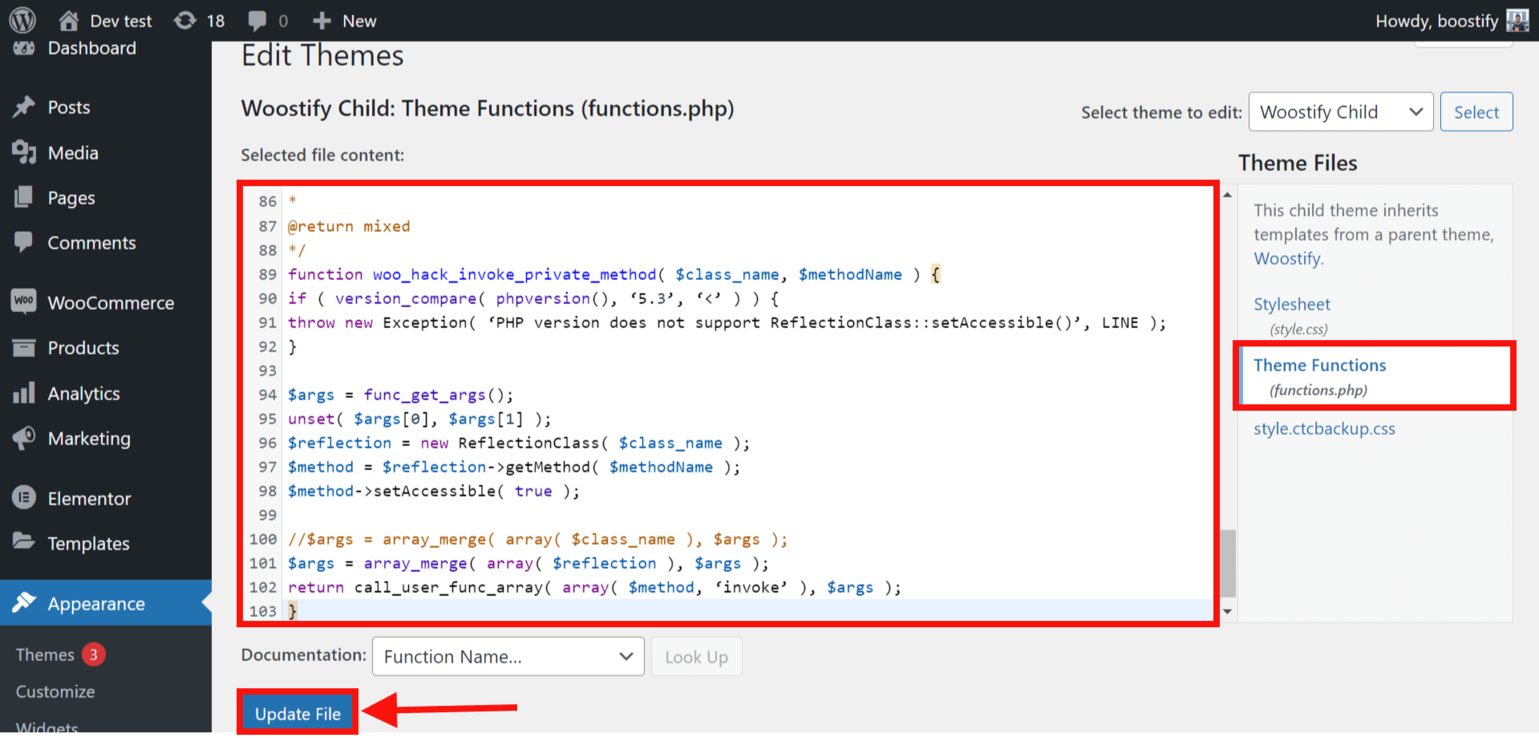 Dev test 18 0 New Howdy, boostify
Dashboard
Posts
Media
Pages
Comments
WOO WooCommerce
Products
Analytics
Marketing
Elementor
Templates
Appearance
Themes 3
Customize
Widgets
Edit Themes
Woostify Child: Theme Functions (functions.php)
Select theme to edit: Woostify Child Select
Selected file content:
86 *
87 @return mixed
88 */
89 function woo_hack_invoke_private_method( $class_name, $methodName ) {
90 if ( version_compare( phpversion(), ‘5.3’, ‘<’ ) ) {
91 throw new Exception( ‘PHP version does not support ReflectionClass::setAccessible()’, LINE );
92 }
93
94 $args = func_get_args();
95 unset( $args[0], $args[1] );
96 $reflection = new ReflectionClass( $class_name );
97 $method = $reflection->getMethod( $methodName );
98 $method->setAccessible( true );
99
100 //$args = array_merge( array( $class_name ), $args );
101 $args = array_merge( array( $reflection ), $args );
102 return call_user_func_array( array( $method, ‘invoke’ ), $args );
103 }
Theme Files
This child theme inherits
templates from a parent theme,
Woostify.
Stylesheet
(style.css)
Theme Functions
(functions.php)
style.ctcbackup.css
Documentation: Function Name... Look Up
Update File